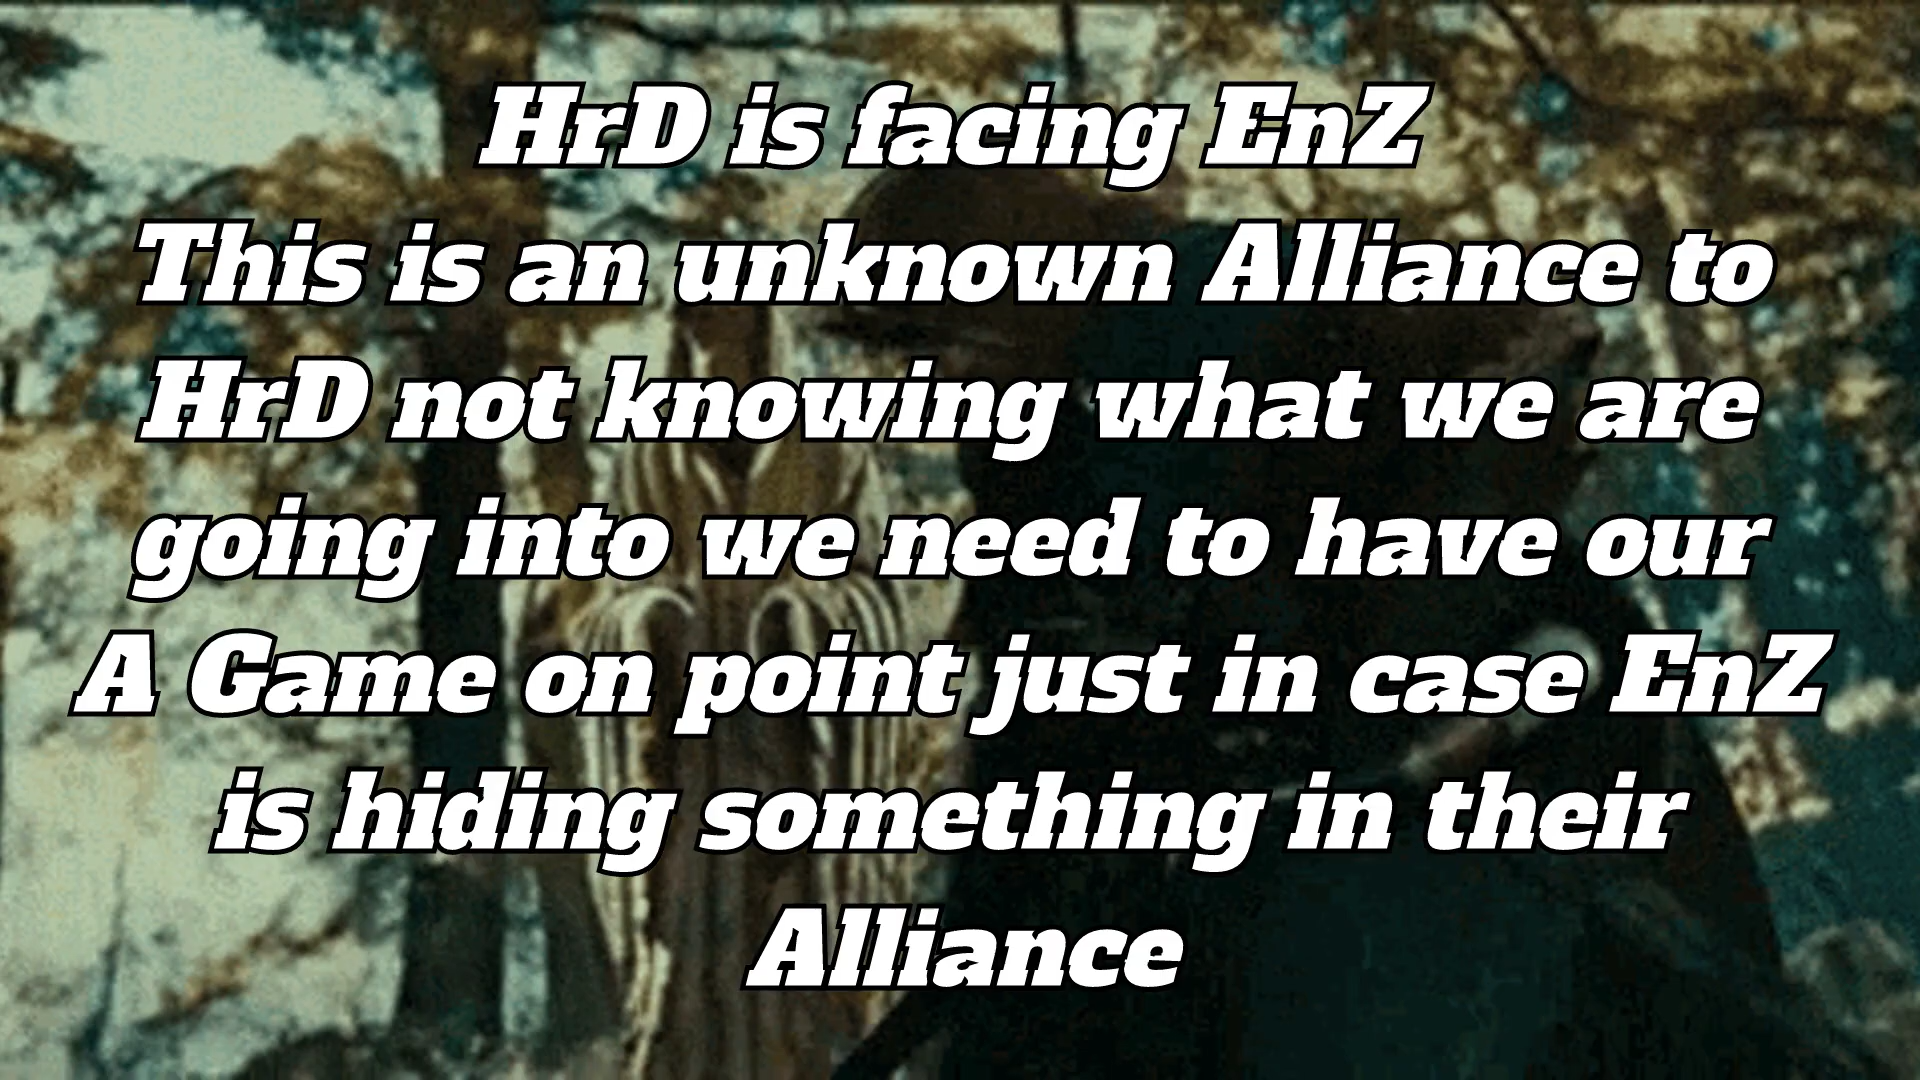 HrD is facing EnZ
This is an unknown Alliance to
HrD not knowing what we are
going into we need to have our
A Game on point just in case EnZ
is hiding something in their
Alliance